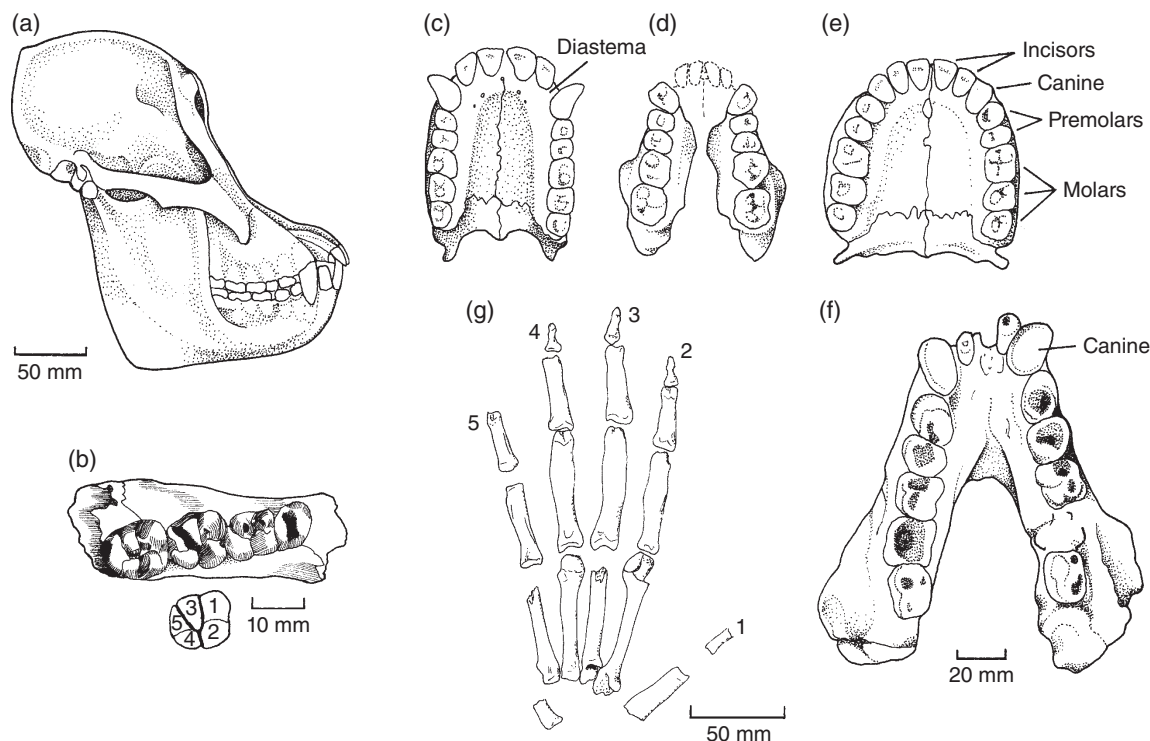 (a)
50 mm
(b)
3 1
5
4 2
10 mm
(c)
Diastema
(d)
(e)
Incisors
Canine
Premolars
Molars
(f)
Canine
20 mm
(g)
4
3
2
5
1
50 mm